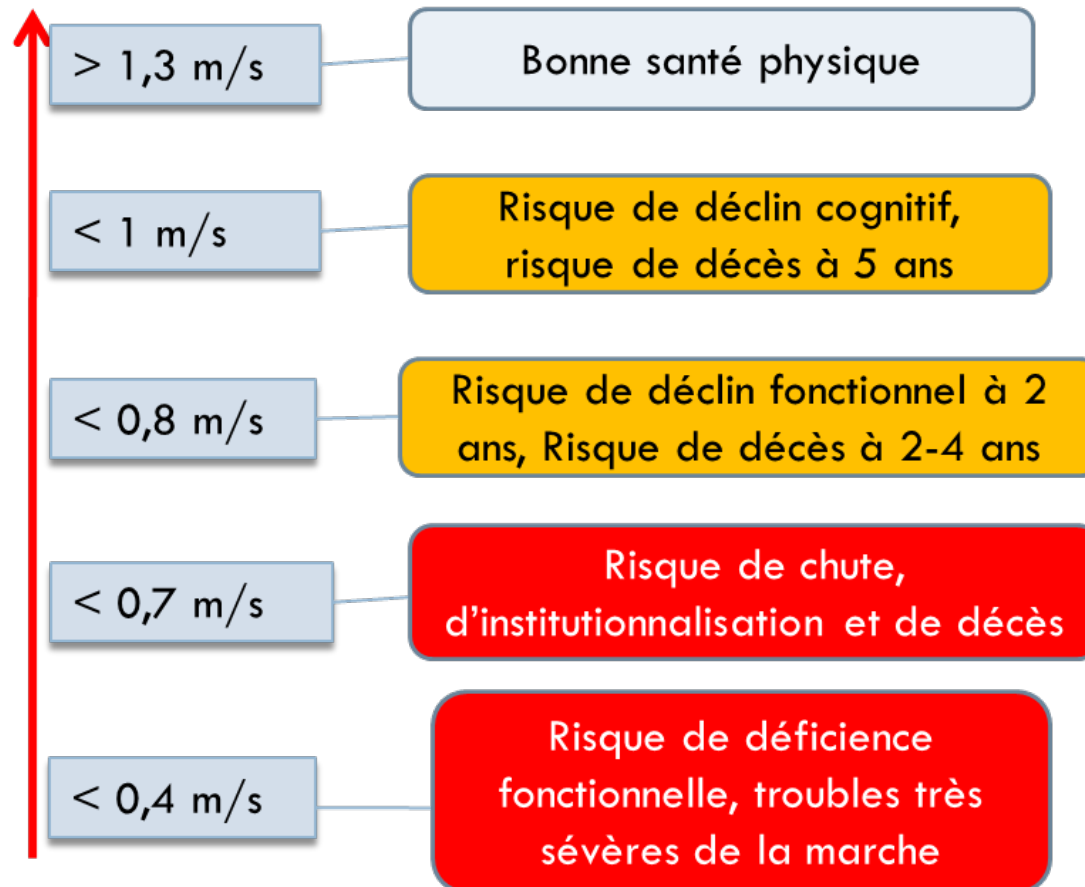 > 1,3 m/s
Bonne santé physique
< 1 m/s
Risque de déclin cognitif,
risque de décès à 5 ans
< 0,8 m/s
Risque de déclin fonctionnel à 2
ans, Risque de décès à 2-4 ans
< 0,7 m/s
Risque de chute,
d'institutionnalisation et de décès
< 0,4 m/s
Risque de déficience
fonctionnelle, troubles très
sévères de la marche